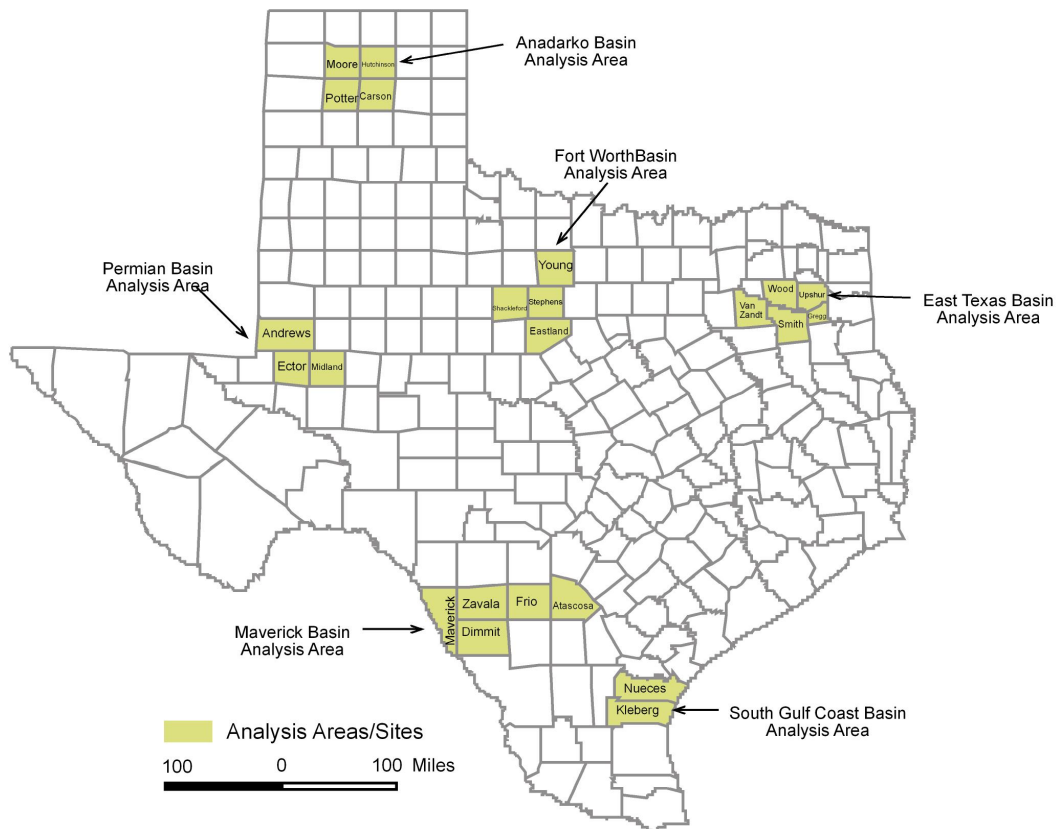 Anadarko Basin
Analysis Area
Moore
Hutchinson
Potter
Carson
Fort WorthBasin
Analysis Area
Young
Permian Basin
Analysis Area
Shackleford
Stephens
Eastland
Andrews
Ector
Midland
Wood
Upshur
Van
Zandt
Smith
Gregg
East Texas Basin
Analysis Area
Maverick
Zavala
Frio
Atascosa
Dimmit
Maverick Basin
Analysis Area
Nueces
Kleberg
South Gulf Coast Basin
Analysis Area
Analysis Areas/Sites
100 0 100 Miles